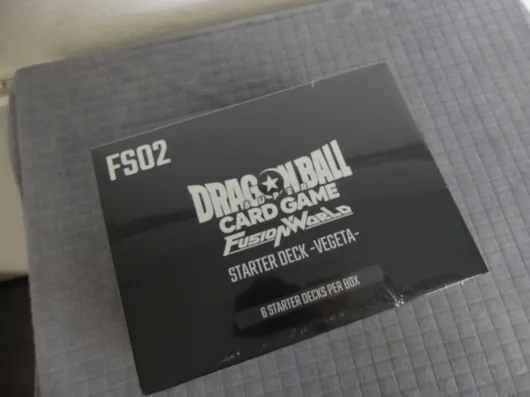 FS02
DRAGON BALL
SUPER
CARD GAME
FUSION WORLD
STARTER DECK -VEGETA-
6 STARTER DECKS PER BOX